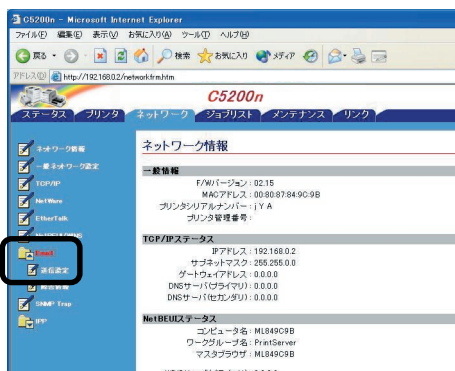 C5200n - Microsoft Internet Explorer
ファイル(F) 編集(E) 表示(V) お気に入り(A) ツール(T) ヘルプ(H)
戻る 検索 お気に入り メディア
アドレス(D) http://192.168.0.2/networkfrm.htm
C5200n
ステータス プリンタ ネットワーク ジョブリスト メンテナンス リンク
ネットワーク情報
一般ネットワーク設定
TCP/IP
NetWare
EtherTalk
Email
送信設定
SNMP Trap
IPP
ネットワーク情報
一般情報
F/Wバージョン : 02.15
MACアドレス : 00:80:87:84:9C:9B
プリンタシリアルナンバー : j Y A
プリンタ管理番号 :
TCP/IPステータス
IPアドレス : 192.168.0.2
サブネットマスク : 255.255.0.0
ゲートウェイアドレス : 0.0.0.0
DNSサーバ(プライマリ) : 0.0.0.0
DNSサーバ(セカンダリ) : 0.0.0.0
NetBEUIステータス
コンピュータ名 : ML849C9B
ワークグループ名 : PrintServer
マスタブラウザ : ML849C9B